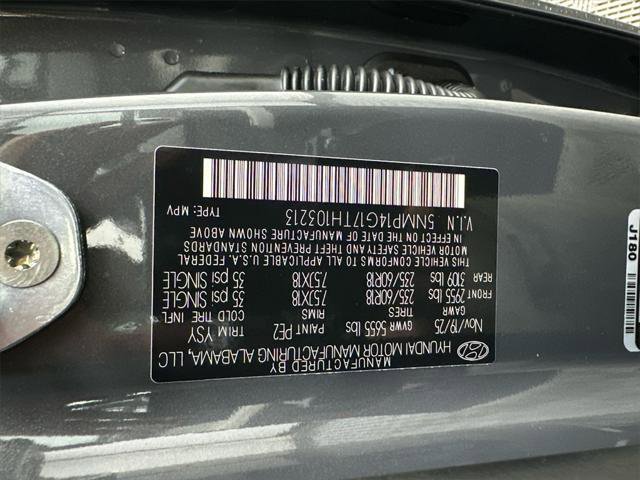 MANUFACTURED BY
HYUNDAI MOTOR MANUFACTURING ALABAMA, LLC
Nov/19/25 GVWR 5655 lbs PAINT PE2 TRIM YSY
GAWR TIRES RIMS COLD TIRE INFL
FRONT 2955 lbs 235/60R18 7.5JX18 35 psi SINGLE
REAR 3109 lbs 235/60R18 7.5JX18 35 psi SINGLE
THIS VEHICLE CONFORMS TO ALL APPLICABLE U.S.A. FEDERAL
MOTOR VEHICLE SAFETY AND THEFT PREVENTION STANDARDS
IN EFFECT ON THE DATE OF MANUFACTURE SHOWN ABOVE
V.I.N 5NMP14G17TH103213 TYPE: MPV
J180